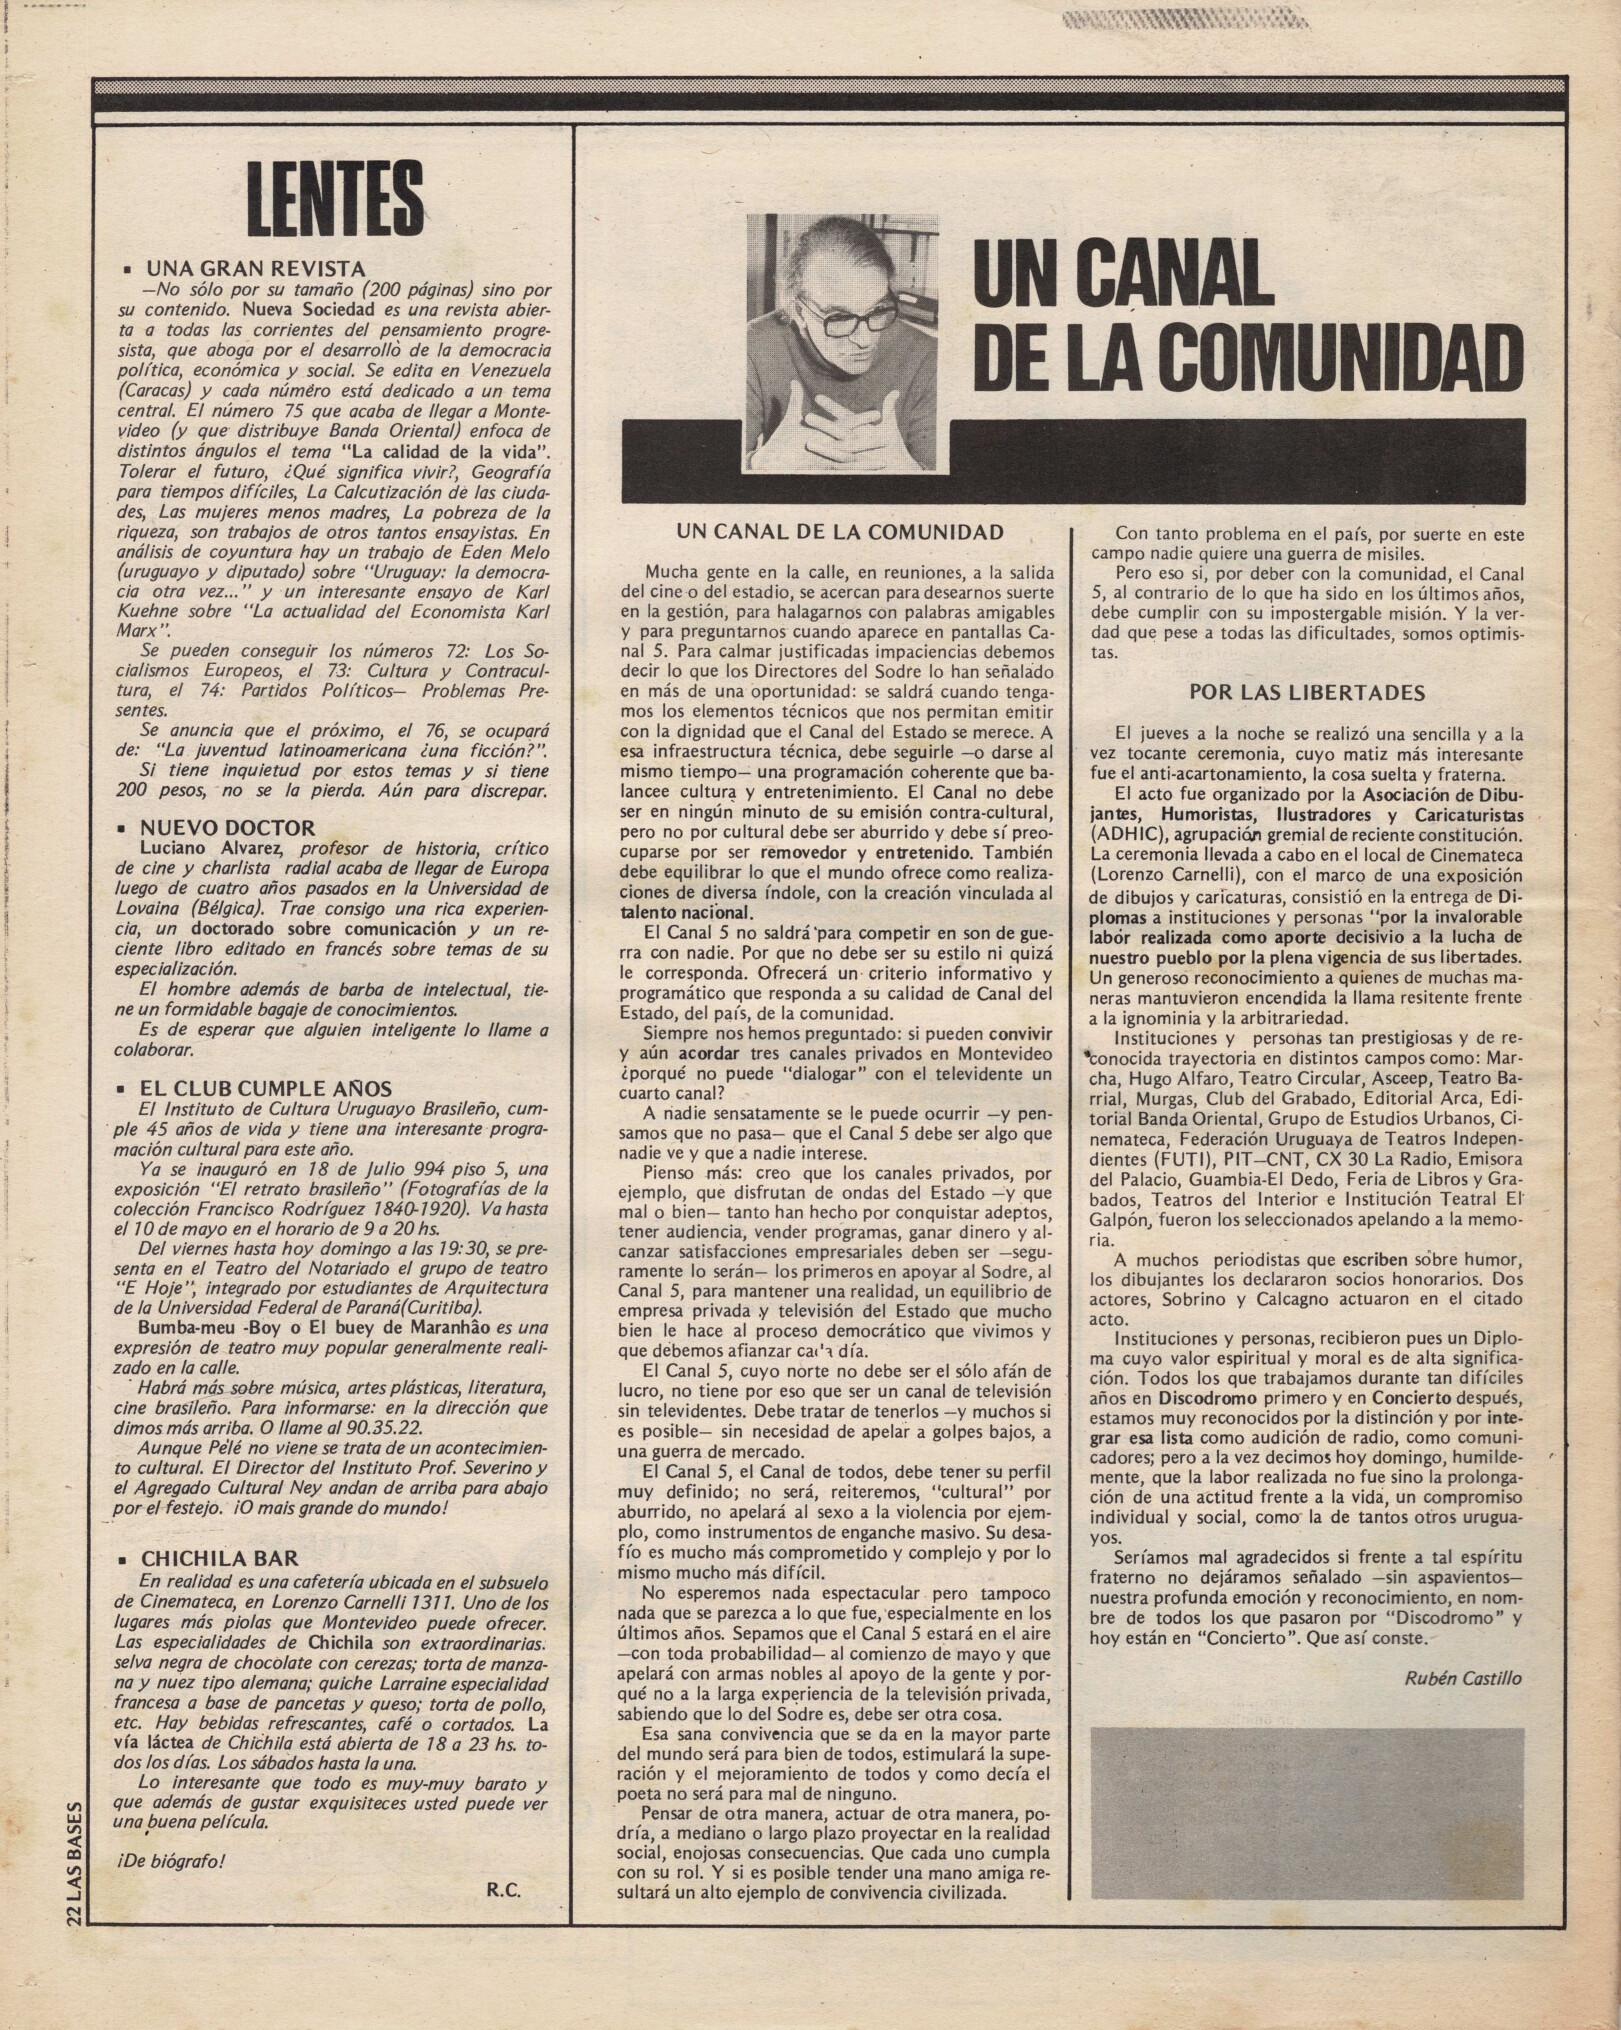 LENTES
▪ UNA GRAN REVISTA
—No sólo por su tamaño (200 páginas) sino por
su contenido. Nueva Sociedad es una revista abier-
ta a todas las corrientes del pensamiento progre-
sista, que aboga por el desarrollò de la democracia
política, económica y social. Se edita en Venezuela
(Caracas) y cada número está dedicado a un tema
central. El número 75 que acaba de llegar a Monte-
video (y que distribuye Banda Oriental) enfoca de
distintos ángulos el tema "La calidad de la vida".
Tolerar el futuro, ¿Qué significa vivir?, Geografía
para tiempos difíciles, La Calcutización de las ciuda-
des, Las mujeres menos madres, La pobreza de la
riqueza, son trabajos de otros tantos ensayistas. En
análisis de coyuntura hay un trabajo de Eden Melo
(uruguayo y diputado) sobre "Uruguay: la democra-
cia otra vez..." y un interesante ensayo de Karl
Kuehne sobre "La actualidad del Economista Karl
Marx".
Se pueden conseguir los números 72: Los So-
cialismos Europeos, el 73: Cultura y Contracul-
tura, el 74: Partidos Políticos— Problemas Pre-
sentes.
Se anuncia que el próximo, el 76, se ocupará
de: "La juventud latinoamericana ¿una ficción?".
Si tiene inquietud por estos temas y si tiene
200 pesos, no se la pierda. Aún para discrepar.
▪ NUEVO DOCTOR
Luciano Alvarez, profesor de historia, crítico
de cine y charlista radial acaba de llegar de Europa
luego de cuatro años pasados en la Universidad de
Lovaina (Bélgica). Trae consigo una rica experien-
cia, un doctorado sobre comunicación y un re-
ciente libro editado en francés sobre temas de su
especialización.
El hombre además de barba de intelectual, tie-
ne un formidable bagaje de conocimientos.
Es de esperar que alguien inteligente lo llame a
colaborar.
▪ EL CLUB CUMPLE AÑOS
El Instituto de Cultura Uruguayo Brasileño, cum-
ple 45 años de vida y tiene una interesante progra-
mación cultural para este año.
Ya se inauguró en 18 de Julio 994 piso 5, una
exposición "El retrato brasileño" (Fotografías de la
colección Francisco Rodríguez 1840-1920). Va hasta
el 10 de mayo en el horario de 9 a 20 hs.
Del viernes hasta hoy domingo a las 19:30, se pre-
senta en el Teatro del Notariado el grupo de teatro
"E Hoje", integrado por estudiantes de Arquitectura
de la Universidad Federal de Paraná(Curitiba).
Bumba-meu -Boy o El buey de Maranhâo es una
expresión de teatro muy popular generalmente reali-
zado en la calle.
Habrá más sobre música, artes plásticas, literatura,
cine brasileño. Para informarse: en la dirección que
dimos más arriba. O llame al 90.35.22.
Aunque Pelé no viene se trata de un acontecimien-
to cultural. El Director del Instituto Prof. Severino y
el Agregado Cultural Ney andan de arriba para abajo
por el festejo. ¡O mais grande do mundo!
▪ CHICHILA BAR
En realidad es una cafetería ubicada en el subsuelo
de Cinemateca, en Lorenzo Carnelli 1311. Uno de los
lugares más piolas que Montevideo puede ofrecer.
Las especialidades de Chichila son extraordinarias:
selva negra de chocolate con cerezas; torta de manza-
na y nuez tipo alemana; quiche Larraine especialidad
francesa a base de pancetas y queso; torta de pollo,
etc. Hay bebidas refrescantes, café o cortados. La
vía láctea de Chichila está abierta de 18 a 23 hs. to-
dos los días. Los sábados hasta la una.
Lo interesante que todo es muy-muy barato y
que además de gustar exquisiteces usted puede ver
una buena película.
¡De biógrafo!
R.C.
22 LAS BASES
UN CANAL
DE LA COMUNIDAD
UN CANAL DE LA COMUNIDAD
Mucha gente en la calle, en reuniones, a la salida
del cine o del estadio, se acercan para desearnos suerte
en la gestión, para halagarnos con palabras amigables
y para preguntarnos cuando aparece en pantallas Ca-
nal 5. Para calmar justificadas impaciencias debemos
decir lo que los Directores del Sodre lo han señalado
en más de una oportunidad: se saldrá cuando tenga-
mos los elementos técnicos que nos permitan emitir
con la dignidad que el Canal del Estado se merece. A
esa infraestructura técnica, debe seguirle —o darse al
mismo tiempo— una programación coherente que ba-
lancee cultura y entretenimiento. El Canal no debe
ser en ningún minuto de su emisión contra-cultural,
pero no por cultural debe ser aburrido y debe sí preo-
cuparse por ser removedor y entretenido. También
debe equilibrar lo que el mundo ofrece como realiza-
ciones de diversa índole, con la creación vinculada al
talento nacional.
El Canal 5 no saldrá para competir en son de gue-
rra con nadie. Por que no debe ser su estilo ni quizá
le corresponda. Ofrecerá un criterio informativo y
programático que responda a su calidad de Canal del
Estado, del país, de la comunidad.
Siempre nos hemos preguntado: si pueden convivir
y aún acordar tres canales privados en Montevideo
¿porqué no puede "dialogar" con el televidente un
cuarto canal?
A nadie sensatamente se le puede ocurrir —y pen-
samos que no pasa— que el Canal 5 debe ser algo que
nadie ve y que a nadie interese.
Pienso más: creo que los canales privados, por
ejemplo, que disfrutan de ondas del Estado —y que
mal o bien— tanto han hecho por conquistar adeptos,
tener audiencia, vender programas, ganar dinero y al-
canzar satisfacciones empresariales deben ser —segu-
ramente lo serán— los primeros en apoyar al Sodre, al
Canal 5, para mantener una realidad, un equilibrio de
empresa privada y televisión del Estado que mucho
bien le hace al proceso democrático que vivimos y
que debemos afianzar cada día.
El Canal 5, cuyo norte no debe ser el sólo afán de
lucro, no tiene por eso que ser un canal de televisión
sin televidentes. Debe tratar de tenerlos —y muchos si
es posible— sin necesidad de apelar a golpes bajos, a
una guerra de mercado.
El Canal 5, el Canal de todos, debe tener su perfil
muy definido; no será, reiteremos, "cultural" por
aburrido, no apelará al sexo a la violencia por ejem-
plo, como instrumentos de enganche masivo. Su desa-
fío es mucho más comprometido y complejo y por lo
mismo mucho más difícil.
No esperemos nada espectacular pero tampoco
nada que se parezca a lo que fue, especialmente en los
últimos años. Sepamos que el Canal 5 estará en el aire
—con toda probabilidad— al comienzo de mayo y que
apelará con armas nobles al apoyo de la gente y por-
qué no a la larga experiencia de la televisión privada,
sabiendo que lo del Sodre es, debe ser otra cosa.
Esa sana convivencia que se da en la mayor parte
del mundo será para bien de todos, estimulará la supe-
ración y el mejoramiento de todos y como decía el
poeta no será para mal de ninguno.
Pensar de otra manera, actuar de otra manera, po-
dría, a mediano o largo plazo proyectar en la realidad
social, enojosas consecuencias. Que cada uno cumpla
con su rol. Y si es posible tender una mano amiga re-
sultará un alto ejemplo de convivencia civilizada.
Con tanto problema en el país, por suerte en este
campo nadie quiere una guerra de misiles.
Pero eso si, por deber con la comunidad, el Canal
5, al contrario de lo que ha sido en los últimos años,
debe cumplir con su impostergable misión. Y la ver-
dad que pese a todas las dificultades, somos optimis-
tas.
POR LAS LIBERTADES
El jueves a la noche se realizó una sencilla y a la
vez tocante ceremonia, cuyo matiz más interesante
fue el anti-acartonamiento, la cosa suelta y fraterna.
El acto fue organizado por la Asociación de Dibu-
jantes, Humoristas, Ilustradores y Caricaturistas
(ADHIC), agrupación gremial de reciente constitución.
La ceremonia llevada a cabo en el local de Cinemateca
(Lorenzo Carnelli), con el marco de una exposición
de dibujos y caricaturas, consistió en la entrega de Di-
plomas a instituciones y personas "por la invalorable
labor realizada como aporte decisivio a la lucha de
nuestro pueblo por la plena vigencia de sus libertades.
Un generoso reconocimiento a quienes de muchas ma-
neras mantuvieron encendida la llama resitente frente
a la ignominia y la arbitrariedad.
Instituciones y personas tan prestigiosas y de re-
conocida trayectoria en distintos campos como: Mar-
cha, Hugo Alfaro, Teatro Circular, Asceep, Teatro Ba-
rrial, Murgas, Club del Grabado, Editorial Arca, Edi-
torial Banda Oriental, Grupo de Estudios Urbanos, Ci-
nemateca, Federación Uruguaya de Teatros Indepen-
dientes (FUTI), PIT—CNT, CX 30 La Radio, Emisora
del Palacio, Guambia-El Dedo, Feria de Libros y Gra-
bados, Teatros del Interior e Institución Teatral El
Galpón, fueron los seleccionados apelando a la memo-
ria.
A muchos periodistas que escriben sobre humor,
los dibujantes los declararon socios honorarios. Dos
actores, Sobrino y Calcagno actuaron en el citado
acto.
Instituciones y personas, recibieron pues un Diplo-
ma cuyo valor espiritual y moral es de alta significa-
ción. Todos los que trabajamos durante tan difíciles
años en Discodromo primero y en Concierto después,
estamos muy reconocidos por la distinción y por inte-
grar esa lista como audición de radio, como comuni-
cadores; pero a la vez decimos hoy domingo, humilde-
mente, que la labor realizada no fue sino la prolonga-
ción de una actitud frente a la vida, un compromiso
individual y social, como la de tantos otros urugua-
yos.
Seríamos mal agradecidos si frente a tal espíritu
fraterno no dejáramos señalado —sin aspavientos—
nuestra profunda emoción y reconocimiento, en nom-
bre de todos los que pasaron por "Discodromo" y
hoy están en "Concierto". Que así conste.
Rubén Castillo